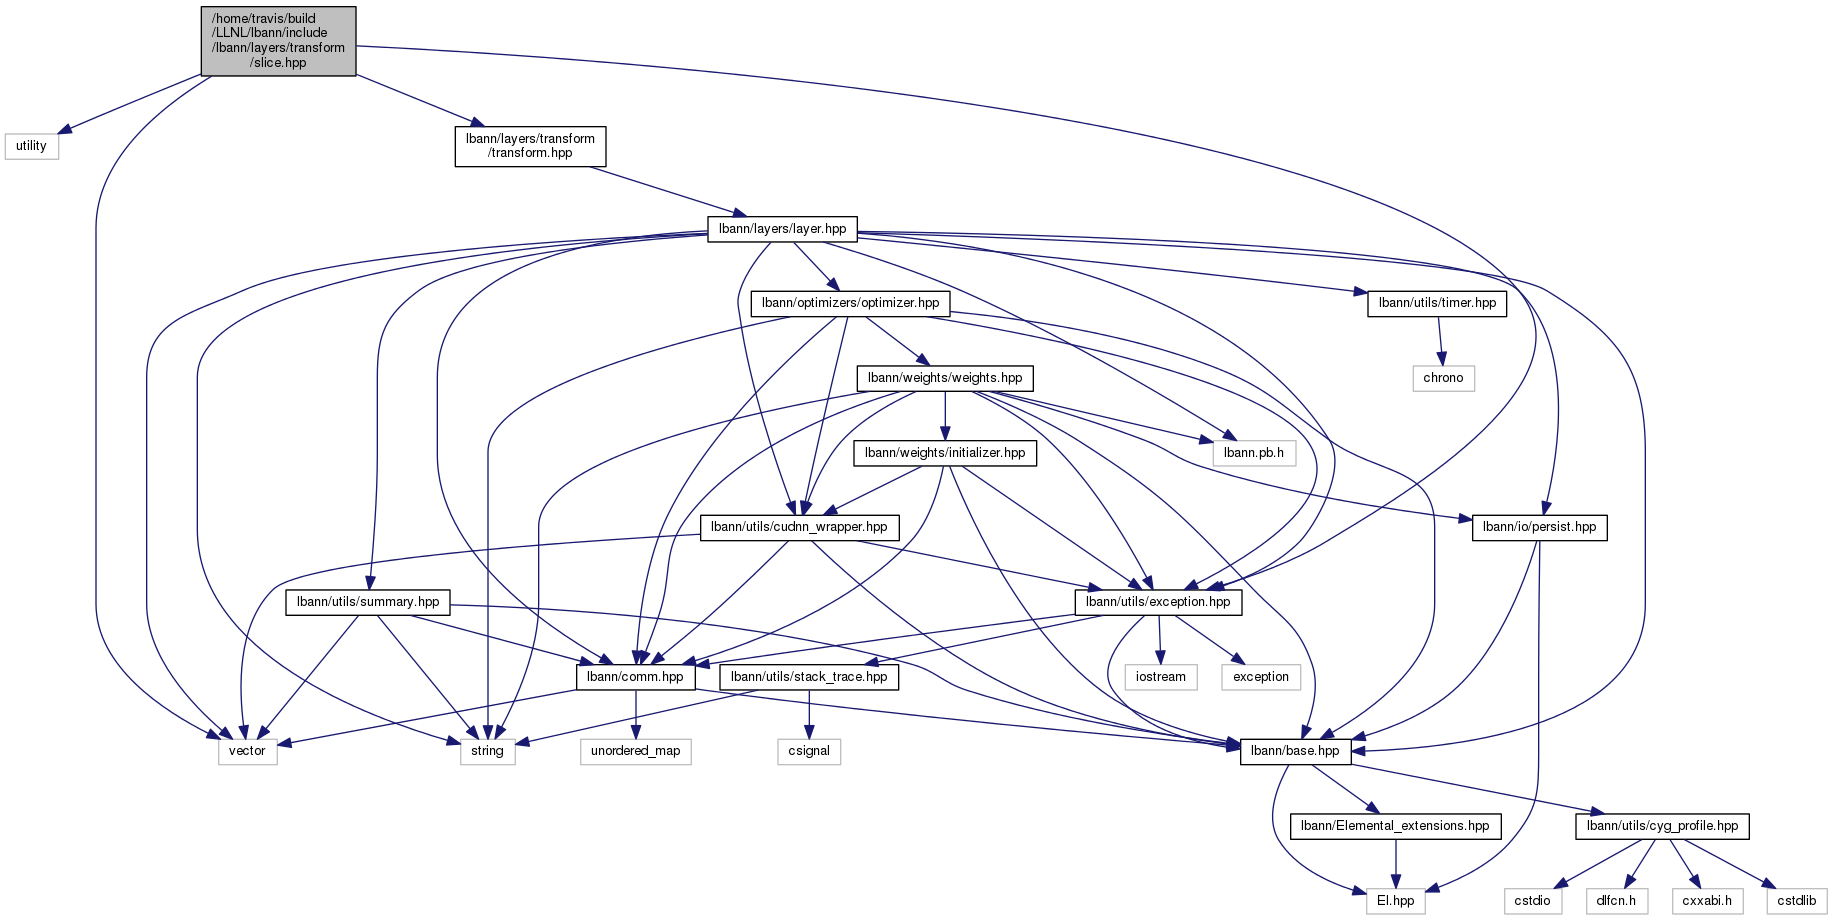 /home/travis/build
/LLNL/lbann/include
/lbann/layers/transform
/slice.hpp
utility
lbann/layers/transform
/transform.hpp
lbann/layers/layer.hpp
lbann/optimizers/optimizer.hpp
lbann/utils/timer.hpp
lbann/weights/weights.hpp
chrono
lbann/weights/initializer.hpp
lbann.pb.h
lbann/utils/cudnn_wrapper.hpp
lbann/io/persist.hpp
lbann/utils/summary.hpp
lbann/utils/exception.hpp
lbann/comm.hpp
lbann/utils/stack_trace.hpp
iostream
exception
vector
string
unordered_map
csignal
lbann/base.hpp
lbann/Elemental_extensions.hpp
lbann/utils/cyg_profile.hpp
El.hpp
cstdio
dlfcn.h
cxxabi.h
cstdlib